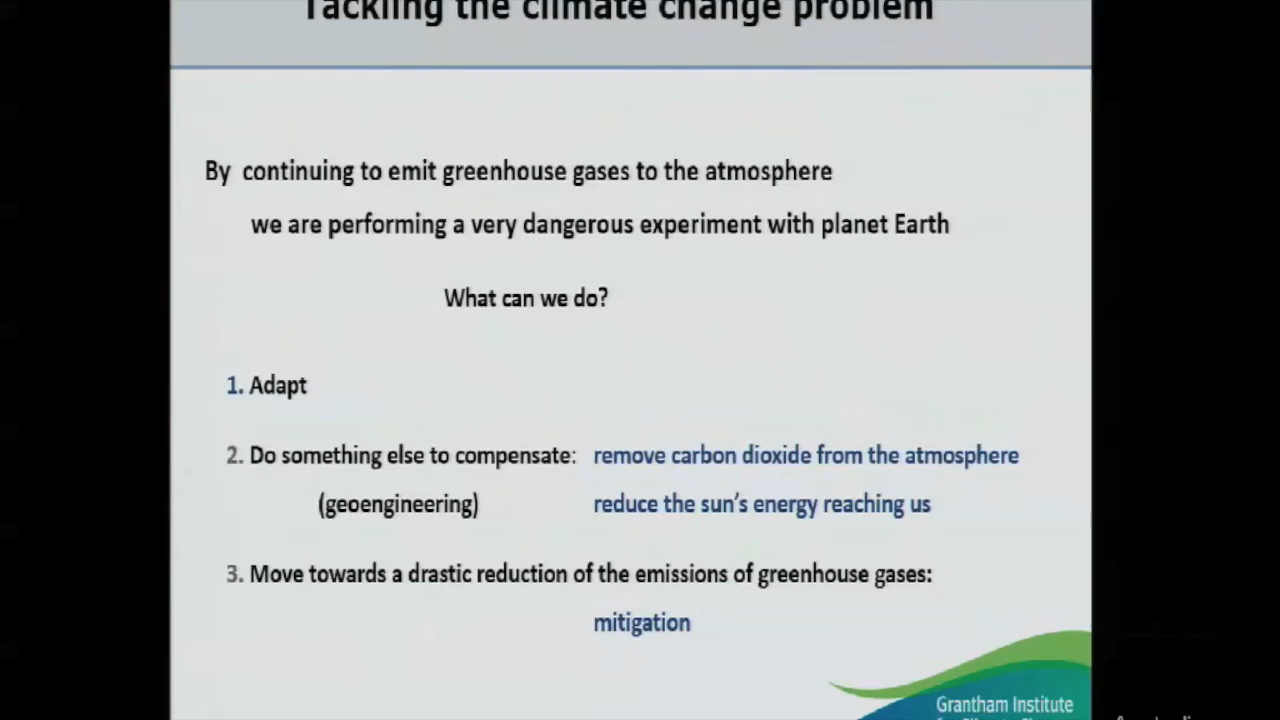 Tackling the climate change problem
By continuing to emit greenhouse gases to the atmosphere
we are performing a very dangerous experiment with planet Earth
What can we do?
1. Adapt
2. Do something else to compensate: remove carbon dioxide from the atmosphere
(geoengineering) reduce the sun's energy reaching us
3. Move towards a drastic reduction of the emissions of greenhouse gases:
mitigation
Grantham Institute